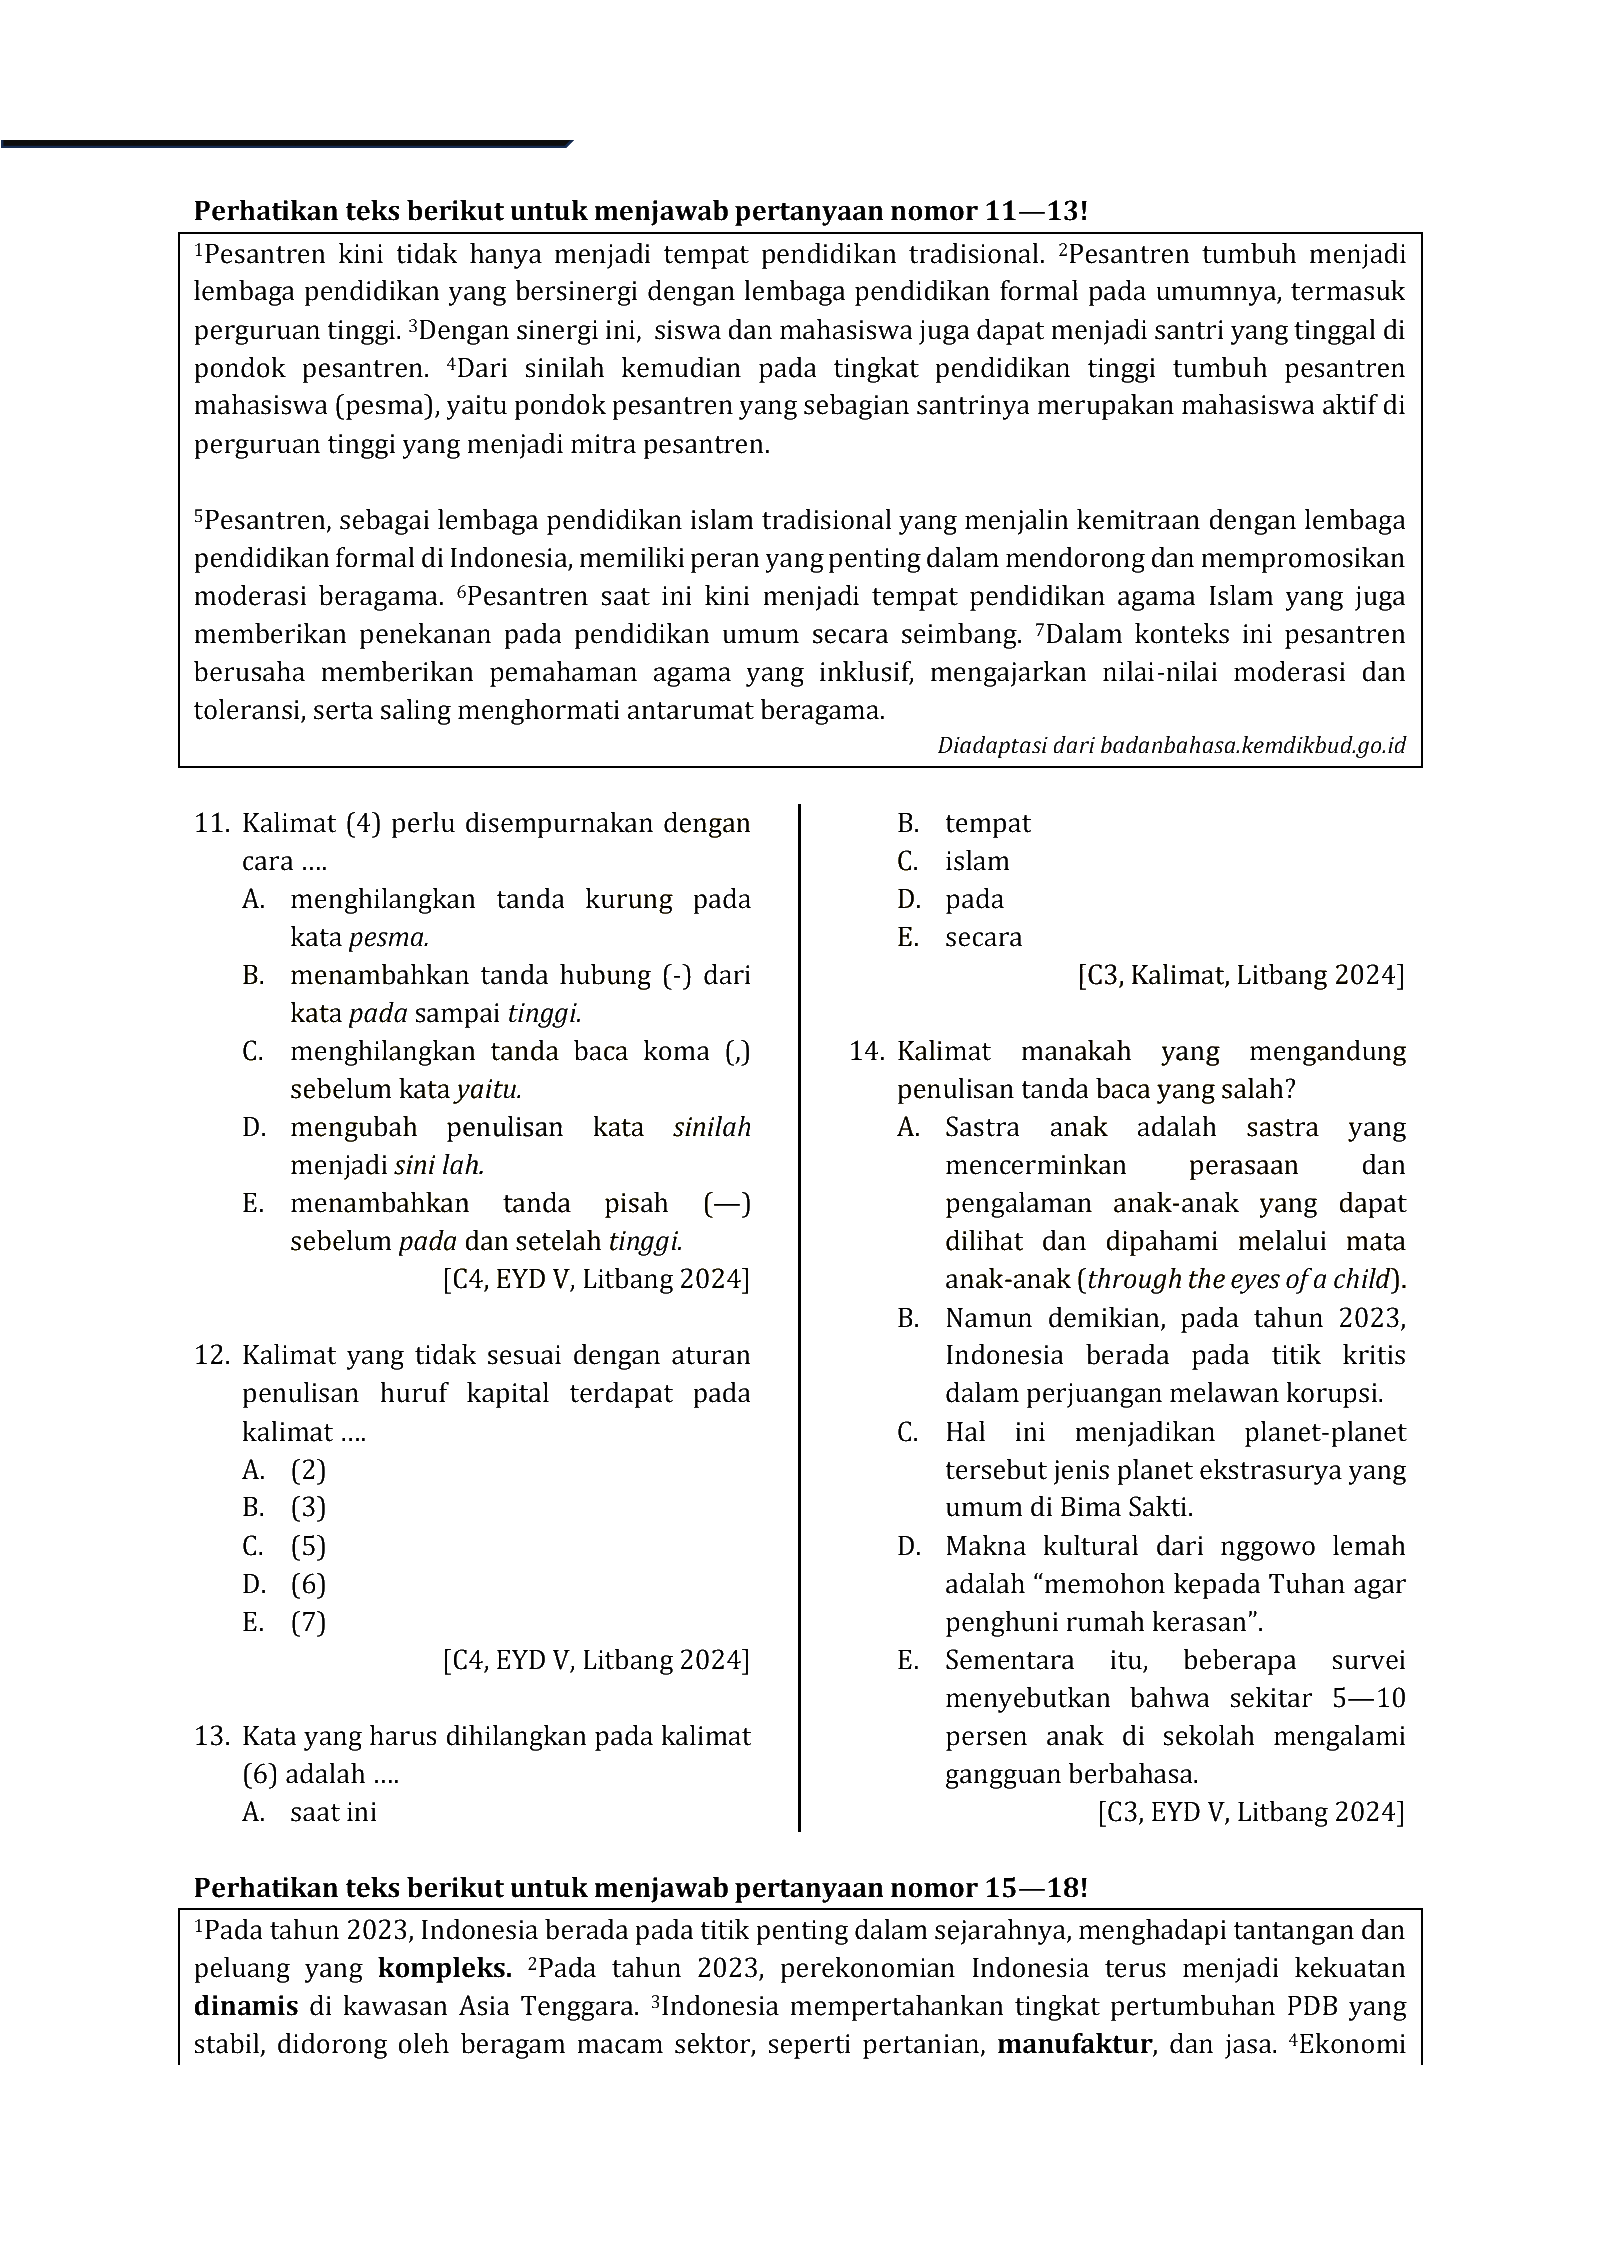 Perhatikan teks berikut untuk menjawab pertanyaan nomor 11—13!
¹Pesantren kini tidak hanya menjadi tempat pendidikan tradisional. ²Pesantren tumbuh menjadi
lembaga pendidikan yang bersinergi dengan lembaga pendidikan formal pada umumnya, termasuk
perguruan tinggi. ³Dengan sinergi ini, siswa dan mahasiswa juga dapat menjadi santri yang tinggal di
pondok pesantren. ⁴Dari sinilah kemudian pada tingkat pendidikan tinggi tumbuh pesantren
mahasiswa (pesma), yaitu pondok pesantren yang sebagian santrinya merupakan mahasiswa aktif di
perguruan tinggi yang menjadi mitra pesantren.
⁵Pesantren, sebagai lembaga pendidikan islam tradisional yang menjalin kemitraan dengan lembaga
pendidikan formal di Indonesia, memiliki peran yang penting dalam mendorong dan mempromosikan
moderasi beragama. ⁶Pesantren saat ini kini menjadi tempat pendidikan agama Islam yang juga
memberikan penekanan pada pendidikan umum secara seimbang. ⁷Dalam konteks ini pesantren
berusaha memberikan pemahaman agama yang inklusif, mengajarkan nilai-nilai moderasi dan
toleransi, serta saling menghormati antarumat beragama.
Diadaptasi dari badanbahasa.kemdikbud.go.id
11. Kalimat (4) perlu disempurnakan dengan
cara ....
A. menghilangkan tanda kurung pada
kata pesma.
B. menambahkan tanda hubung (-) dari
kata pada sampai tinggi.
C. menghilangkan tanda baca koma (,)
sebelum kata yaitu.
D. mengubah penulisan kata sinilah
menjadi sini lah.
E. menambahkan tanda pisah (—)
sebelum pada dan setelah tinggi.
[C4, EYD V, Litbang 2024]
12. Kalimat yang tidak sesuai dengan aturan
penulisan huruf kapital terdapat pada
kalimat ....
A. (2)
B. (3)
C. (5)
D. (6)
E. (7)
[C4, EYD V, Litbang 2024]
13. Kata yang harus dihilangkan pada kalimat
(6) adalah ....
A. saat ini
B. tempat
C. islam
D. pada
E. secara
[C3, Kalimat, Litbang 2024]
14. Kalimat manakah yang mengandung
penulisan tanda baca yang salah?
A. Sastra anak adalah sastra yang
mencerminkan perasaan dan
pengalaman anak-anak yang dapat
dilihat dan dipahami melalui mata
anak-anak (through the eyes of a child).
B. Namun demikian, pada tahun 2023,
Indonesia berada pada titik kritis
dalam perjuangan melawan korupsi.
C. Hal ini menjadikan planet-planet
tersebut jenis planet ekstrasurya yang
umum di Bima Sakti.
D. Makna kultural dari nggowo lemah
adalah “memohon kepada Tuhan agar
penghuni rumah kerasan”.
E. Sementara itu, beberapa survei
menyebutkan bahwa sekitar 5—10
persen anak di sekolah mengalami
gangguan berbahasa.
[C3, EYD V, Litbang 2024]
Perhatikan teks berikut untuk menjawab pertanyaan nomor 15—18!
¹Pada tahun 2023, Indonesia berada pada titik penting dalam sejarahnya, menghadapi tantangan dan
peluang yang kompleks. ²Pada tahun 2023, perekonomian Indonesia terus menjadi kekuatan
dinamis di kawasan Asia Tenggara. ³Indonesia mempertahankan tingkat pertumbuhan PDB yang
stabil, didorong oleh beragam macam sektor, seperti pertanian, manufaktur, dan jasa. ⁴Ekonomi